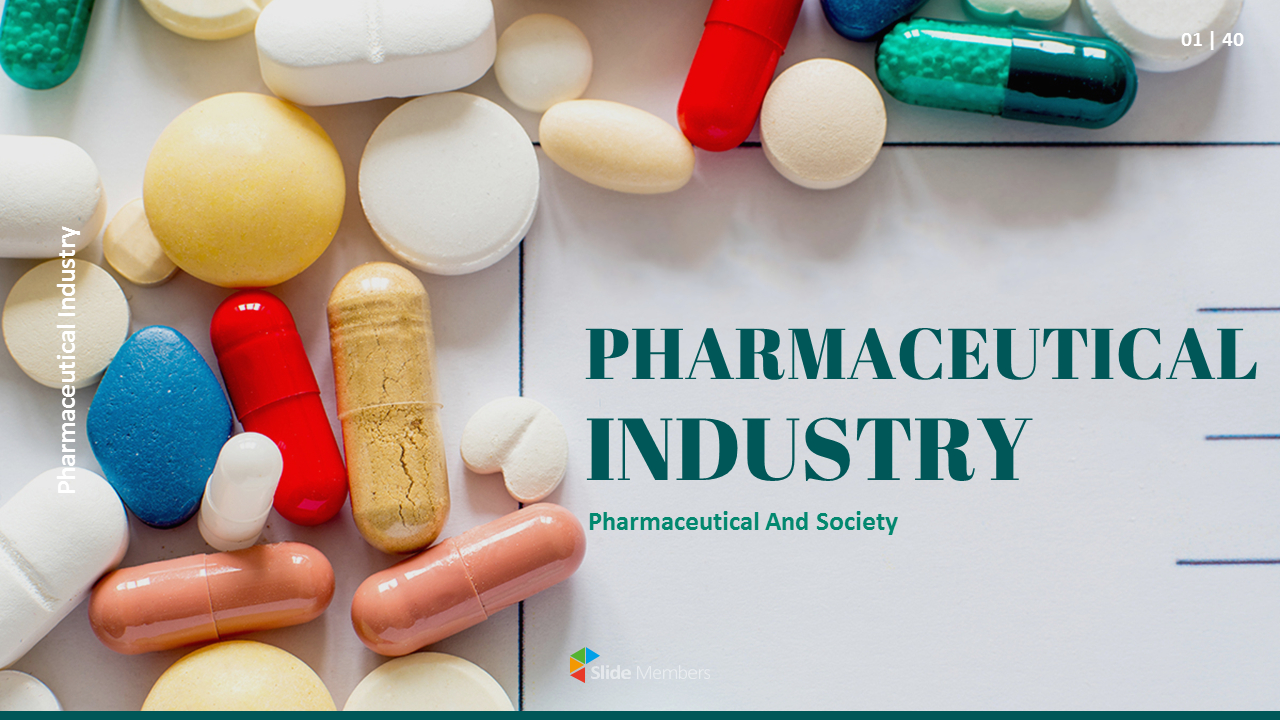 01 | 40
Pharmaceutical Industry
PHARMACEUTICAL
INDUSTRY
Pharmaceutical And Society
Slide Members